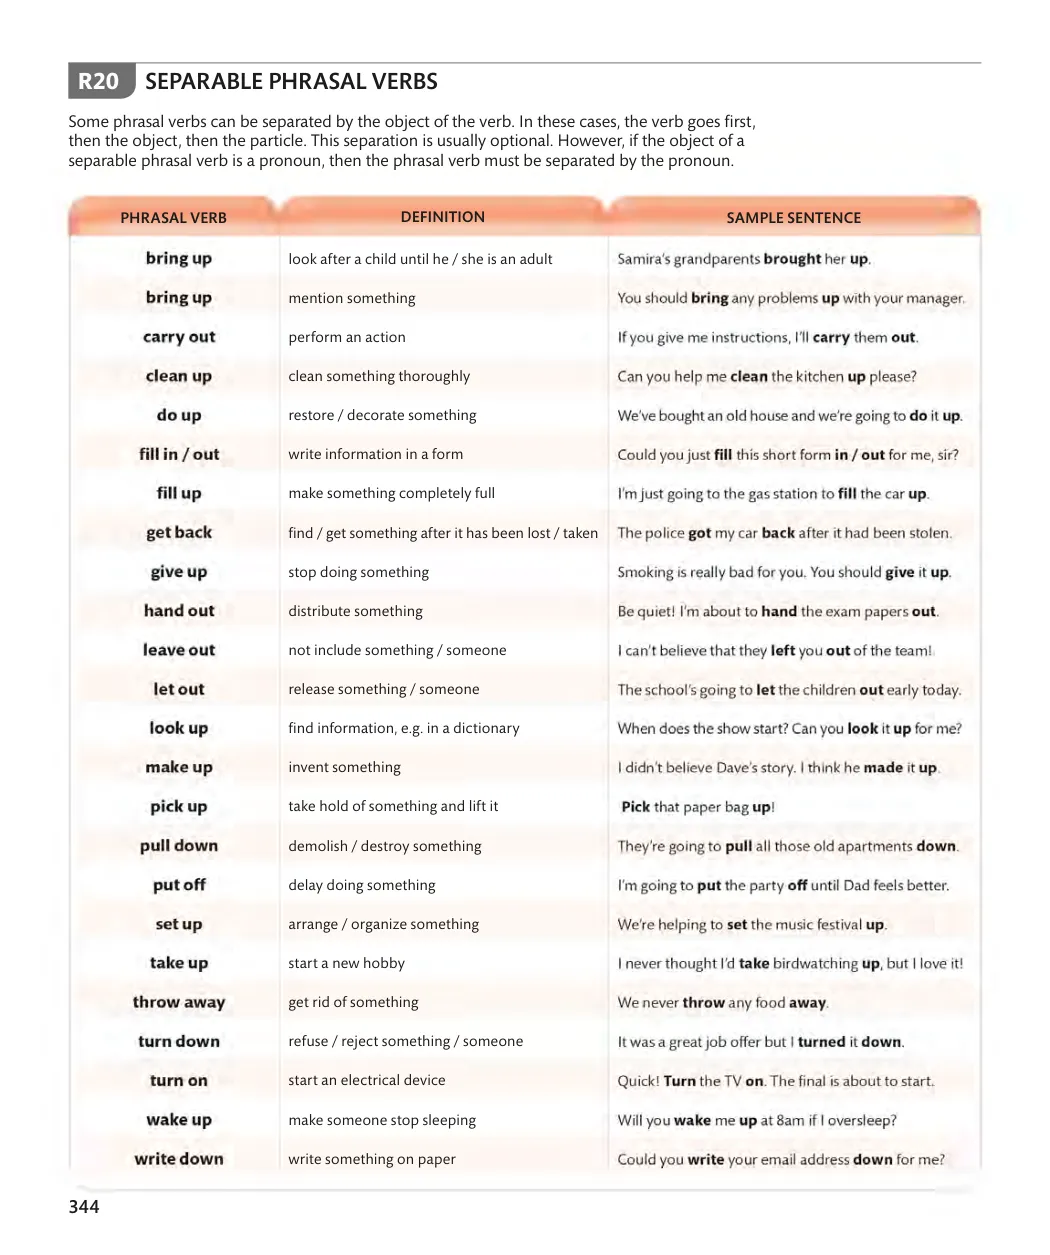 R20 SEPARABLE PHRASAL VERBS
Some phrasal verbs can be separated by the object of the verb. In these cases, the verb goes first,
then the object, then the particle. This separation is usually optional. However, if the object of a
separable phrasal verb is a pronoun, then the phrasal verb must be separated by the pronoun.
PHRASAL VERB DEFINITION SAMPLE SENTENCE
bring up look after a child until he / she is an adult Samira's grandparents brought her up.
bring up mention something You should bring any problems up with your manager.
carry out perform an action If you give me instructions, I'll carry them out.
clean up clean something thoroughly Can you help me clean the kitchen up please?
do up restore / decorate something We've bought an old house and we're going to do it up.
fill in / out write information in a form Could you just fill this short form in / out for me, sir?
fill up make something completely full I'm just going to the gas station to fill the car up.
get back find / get something after it has been lost / taken The police got my car back after it had been stolen.
give up stop doing something Smoking is really bad for you. You should give it up.
hand out distribute something Be quiet! I'm about to hand the exam papers out.
leave out not include something / someone I can't believe that they left you out of the team!
let out release something / someone The school's going to let the children out early today.
look up find information, e.g. in a dictionary When does the show start? Can you look it up for me?
make up invent something I didn't believe Dave's story. I think he made it up.
pick up take hold of something and lift it Pick that paper bag up!
pull down demolish / destroy something They're going to pull all those old apartments down.
put off delay doing something I'm going to put the party off until Dad feels better.
set up arrange / organize something We're helping to set the music festival up.
take up start a new hobby I never thought I'd take birdwatching up, but I love it!
throw away get rid of something We never throw any food away.
turn down refuse / reject something / someone It was a great job offer but I turned it down.
turn on start an electrical device Quick! Turn the TV on. The final is about to start.
wake up make someone stop sleeping Will you wake me up at 8am if I oversleep?
write down write something on paper Could you write your email address down for me?
344